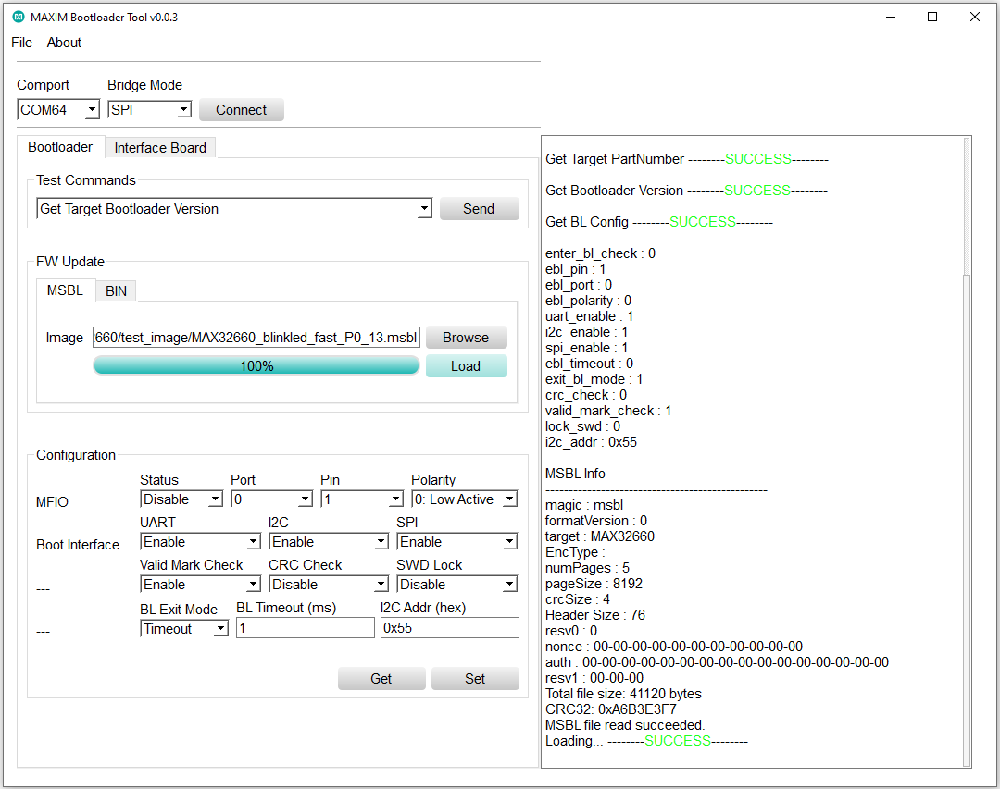 MAXIM Bootloader Tool v0.0.3
File About
Comport Bridge Mode
COM64 SPI Connect
Bootloader Interface Board
Test Commands
Get Target Bootloader Version Send
FW Update
MSBL BIN
Image 2660/test_image/MAX32660_blinkled_fast_P0_13.msbl Browse
100% Load
Configuration
Status Port Pin Polarity
MFIO Disable 0 1 0: Low Active
UART I2C SPI
Boot Interface Enable Enable Enable
Valid Mark Check CRC Check SWD Lock
--- Enable Disable Disable
BL Exit Mode BL Timeout (ms) I2C Addr (hex)
--- Timeout 1 0x55
Get Set
Get Target PartNumber --------SUCCESS--------
Get Bootloader Version --------SUCCESS--------
Get BL Config --------SUCCESS--------
enter_bl_check : 0
ebl_pin : 1
ebl_port : 0
ebl_polarity : 0
uart_enable : 1
i2c_enable : 1
spi_enable : 1
ebl_timeout : 0
exit_bl_mode : 1
crc_check : 0
valid_mark_check : 1
lock_swd : 0
i2c_addr : 0x55
MSBL Info
------------------------------------------------
magic : msbl
formatVersion : 0
target : MAX32660
EncType :
numPages : 5
pageSize : 8192
crcSize : 4
Header Size : 76
resv0 : 0
nonce : 00-00-00-00-00-00-00-00-00-00-00
auth : 00-00-00-00-00-00-00-00-00-00-00-00-00-00-00-00
resv1 : 00-00-00
Total file size: 41120 bytes
CRC32: 0xA6B3E3F7
MSBL file read succeeded.
Loading... --------SUCCESS--------